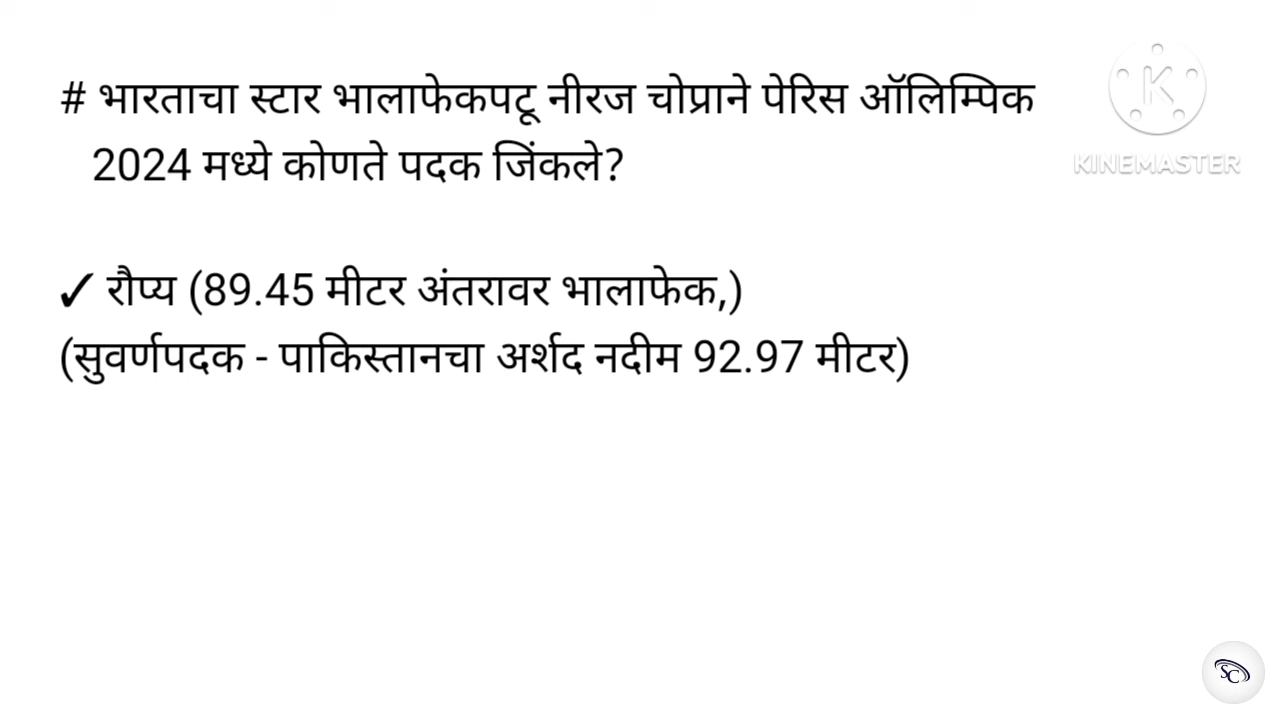 # भारताचा स्टार भालाफेकपटू नीरज चोप्राने पेरिस ऑलिम्पिक
2024 मध्ये कोणते पदक जिंकले?
✓ रौप्य (89.45 मीटर अंतरावर भालाफेक,)
(सुवर्णपदक - पाकिस्तानचा अर्शद नदीम 92.97 मीटर)
K
KINEMASTER
SC